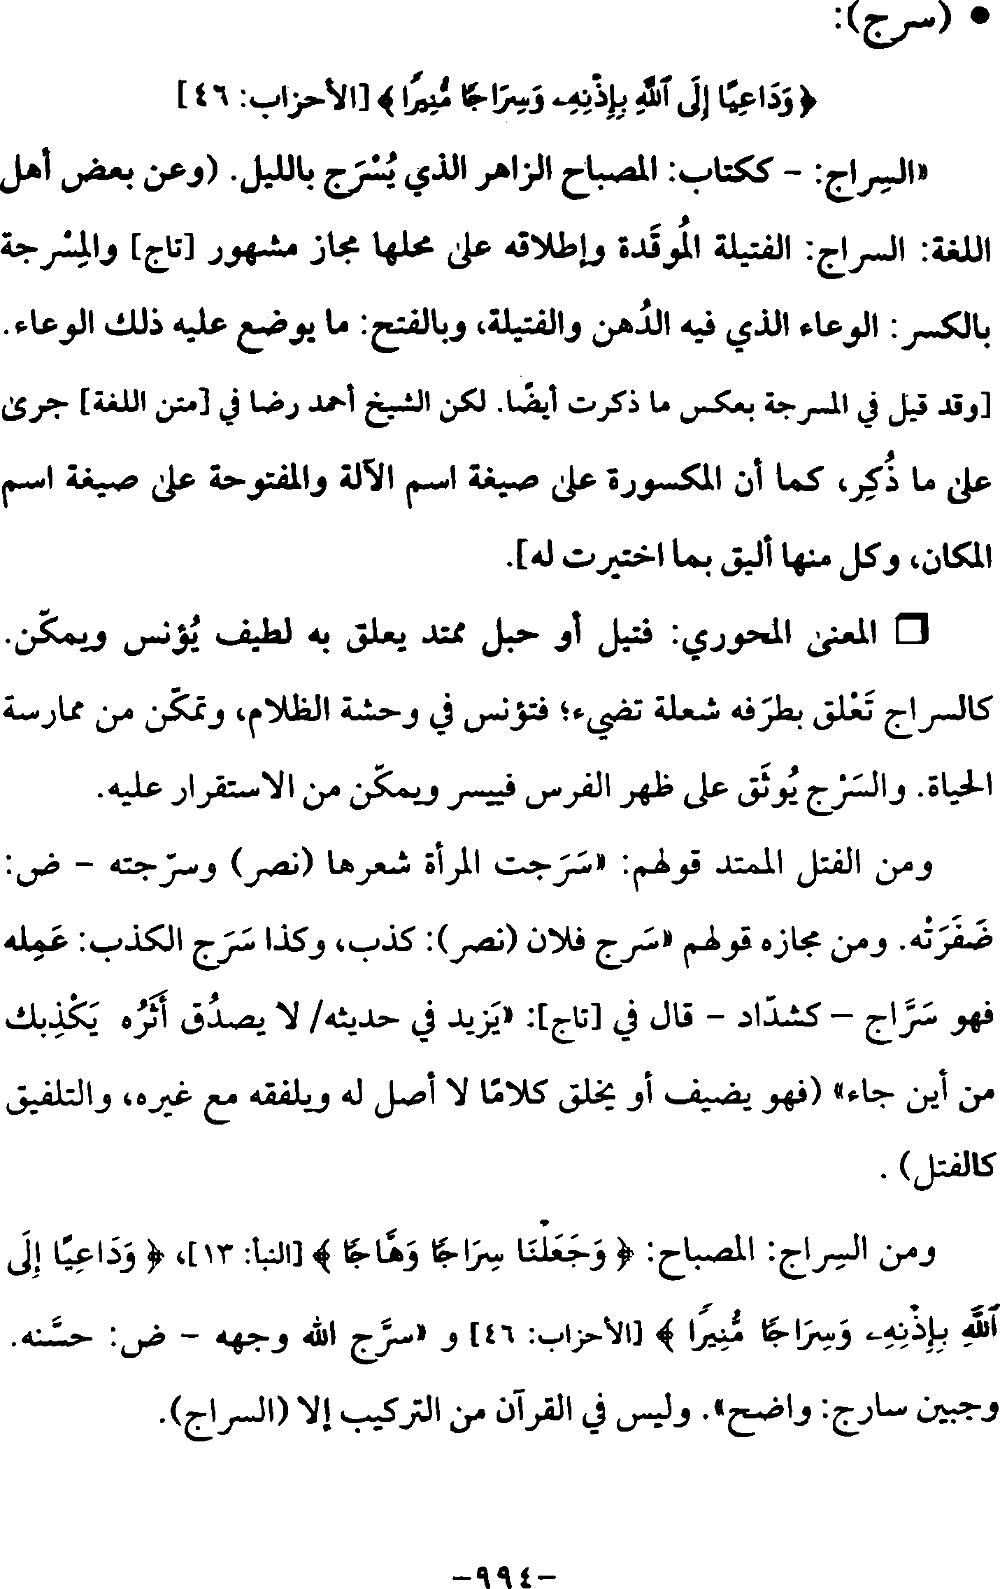 • (سرج):
﴿ وَدَاعِيًا إِلَى ٱللَّهِ بِإِذْنِهِۦ وَسِرَاجًا مُّنِيرًا ﴾ [الأحزاب: ٤٦]
«السِراج: - ككتاب: المصباح الزاهر الذي يُسْرَج بالليل. (وعن بعض أهل
اللغة: السراج: الفتيلة المُوقَدة وإطلاقه علىٰ محلها مجاز مشهور [تاج] والمِسْرجة
بالكسر: الوعاء الذي فيه الدُهن والفتيلة، وبالفتح: ما يوضع عليه ذلك الوعاء.
[وقد قيل في المسرجة بعكس ما ذكرت أيضًا. لكن الشيخ أحمد رضا في [متن اللغة] جرىٰ
علىٰ ما ذُكِر، كما أن المكسورة علىٰ صيغة اسم الآلة والمفتوحة علىٰ صيغة اسم
المكان، وكل منها أليق بما اختيرت له].
❒ المعنىٰ المحوري: فتيل أو حبل ممتد يعلق به لطيف يُؤنس ويمكّن.
كالسراج تَعْلق بطرَفه شعلة تضيء؛ فتؤنس في وحشة الظلام، وتمكّن من ممارسة
الحياة. والسَرْج يُوثَق على ظهر الفرس فييسر ويمكّن من الاستقرار عليه.
ومن الفتل الممتد قولهم: «سَرَجت المرأة شعرها (نصر) وسرّجته - ض:
ضَفَرَتْه. ومن مجازه قولهم «سَرج فلان (نصر): كذب، وكذا سَرَج الكذب: عَمِله
فهو سَرَّاج - كشدّاد - قال في [تاج]: «يَزيد في حديثه/ لا يصدُق أَثَرُه يَكْذِبك
من أين جاء» (فهو يضيف أو يخلق كلامًا لا أصل له ويلفقه مع غيره، والتلفيق
كالفتل) .
ومن السِراج: المصباح: ﴿ وَجَعَلْنَا سِرَاجًا وَهَّاجًا ﴾ [النبأ: ١٣]، ﴿ وَدَاعِيًا إِلَى
ٱللَّهِ بِإِذْنِهِۦ وَسِرَاجًا مُّنِيرًا ﴾ [الأحزاب: ٤٦] و «سرَّج الله وجهه - ض: حسَّنه.
وجبين سارج: واضح». وليس في القرآن من التركيب إلا (السراج).
-٩٩٤-